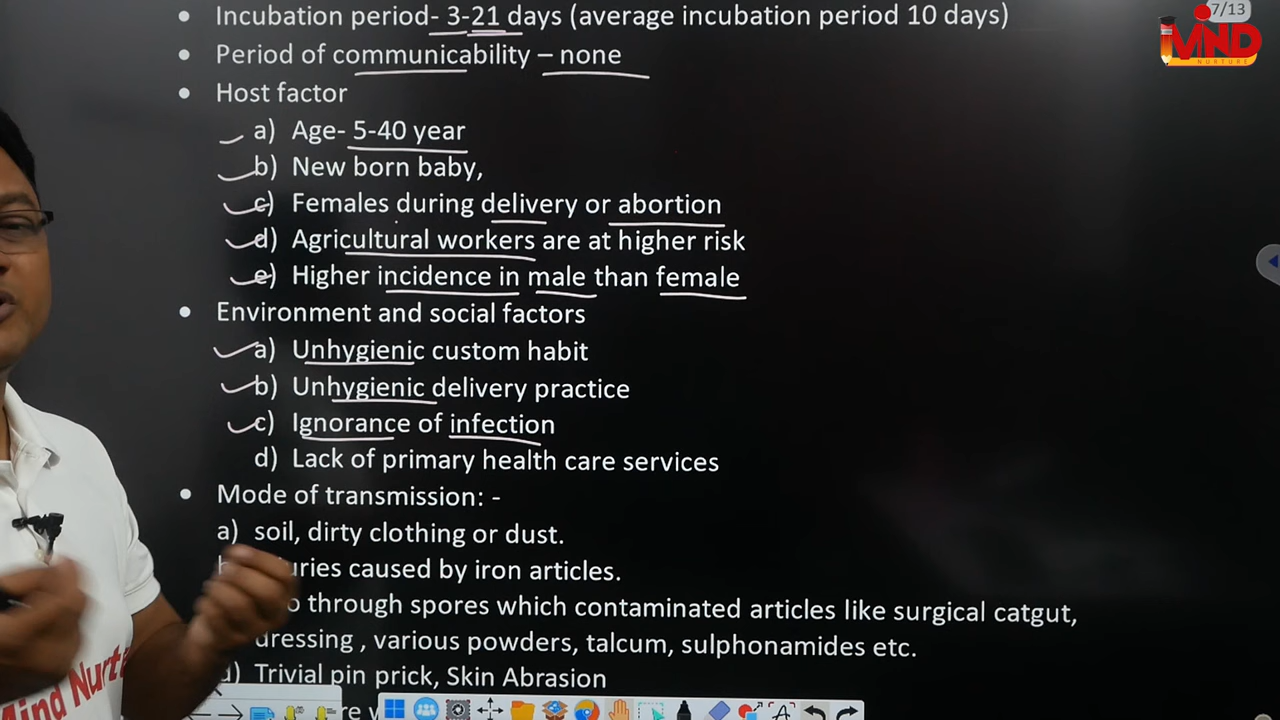 • Incubation period- 3-21 days (average incubation period 10 days)
7/13
MIND
NURTURE
• Period of communicability – none
• Host factor
a) Age- 5-40 year
b) New born baby,
c) Females during delivery or abortion
d) Agricultural workers are at higher risk
e) Higher incidence in male than female
• Environment and social factors
a) Unhygienic custom habit
b) Unhygienic delivery practice
c) Ignorance of infection
d) Lack of primary health care services
• Mode of transmission: -
a) soil, dirty clothing or dust.
caused by iron articles.
through spores which contaminated articles like surgical catgut,
dressing , various powders, talcum, sulphonamides etc.
d) Trivial pin prick, Skin Abrasion
Mind